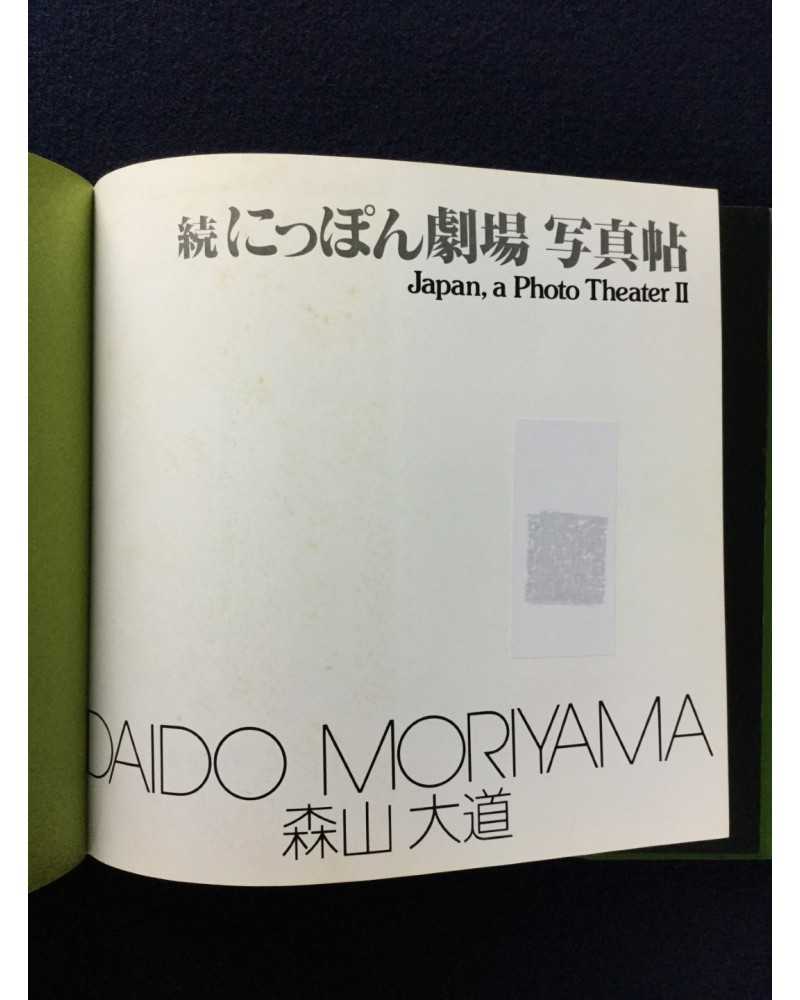 続 にっぽん劇場 写真帖
Japan, a Photo Theater II
DAIDO MORIYAMA
森山 大道